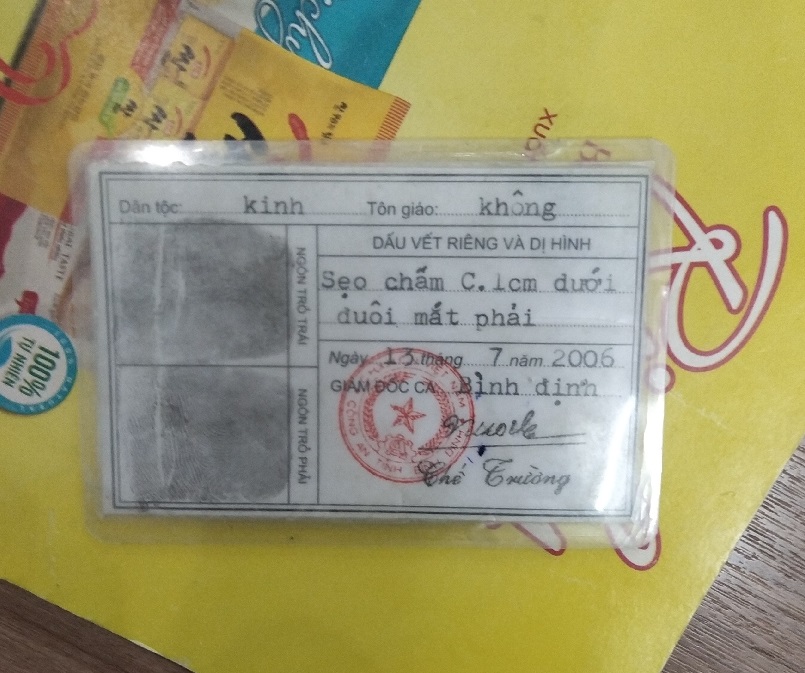 Dân tộc: kinh Tôn giáo: không
DẤU VẾT RIÊNG VÀ DỊ HÌNH
Sẹo chấm C.1cm dưới
đuôi mắt phải
NGÓN TRỎ TRÁI
Ngày 13 tháng 7 năm 2006
GIÁM ĐỐC CA Bình định
NGÓN TRỎ PHẢI
Thế Trường
100%
TỰ NHIÊN